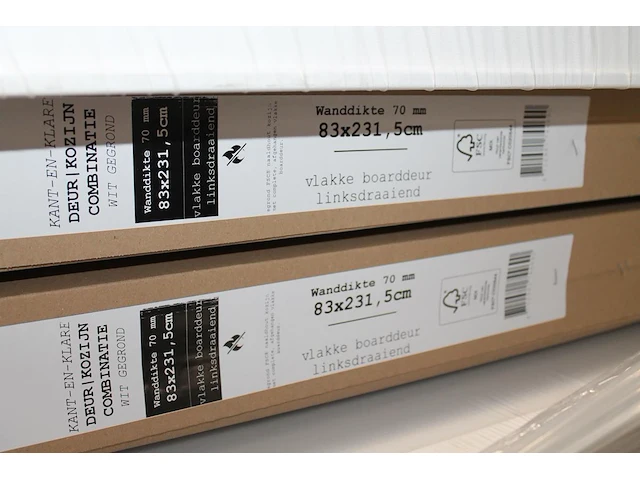 KANT-EN-KLARE
DEUR|KOZIJN
COMBINATIE
WIT GEGROND
Wanddikte 70 mm
83x231,5cm
vlakke boarddeur
linksdraaiend
Wanddikte 70 mm
83x231,5cm
vlakke boarddeur
linksdraaiend
FSC
KANT-EN-KLARE
DEUR|KOZIJN
COMBINATIE
WIT GEGROND
Wanddikte 70 mm
83x231,5cm
vlakke boarddeur
linksdraaiend
Wanddikte 70 mm
83x231,5cm
vlakke boarddeur
linksdraaiend
FSC